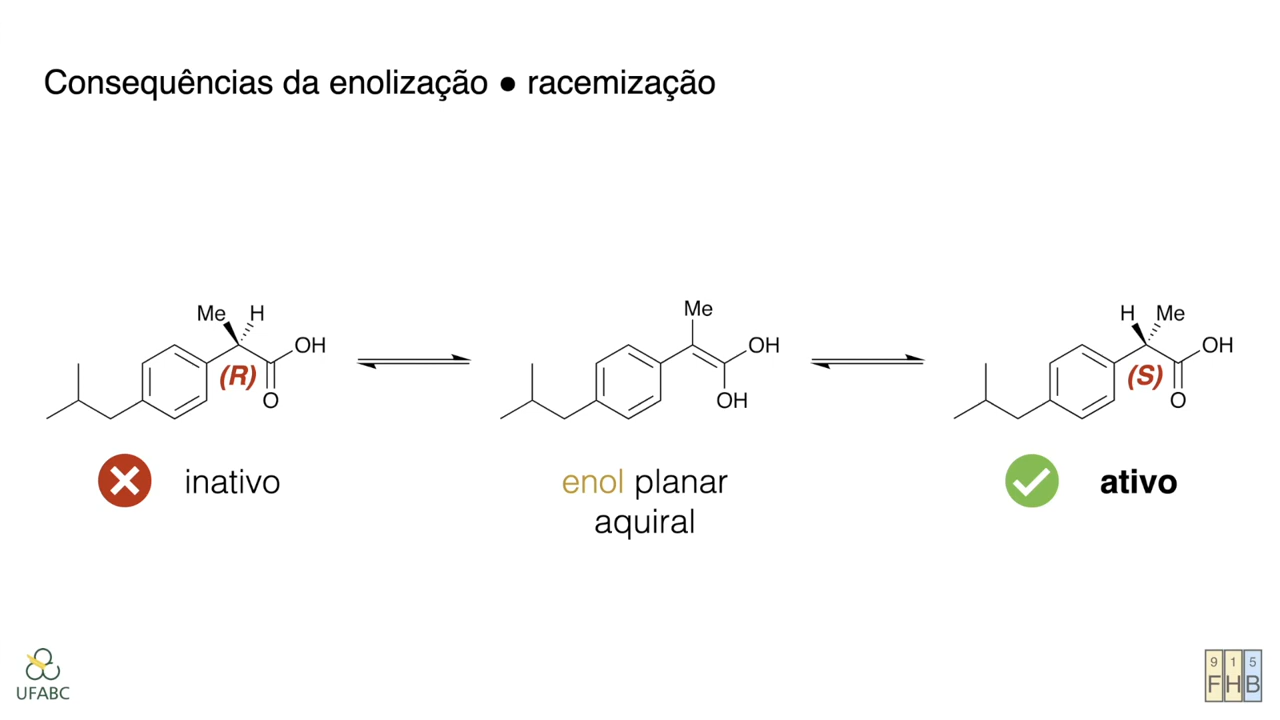 Consequências da enolização ● racemização
Me H
OH
(R)
O
Me
OH
OH
H Me
OH
(S)
O
inativo
enol planar
aquiral
ativo
UFABC
9 1 5
F H B